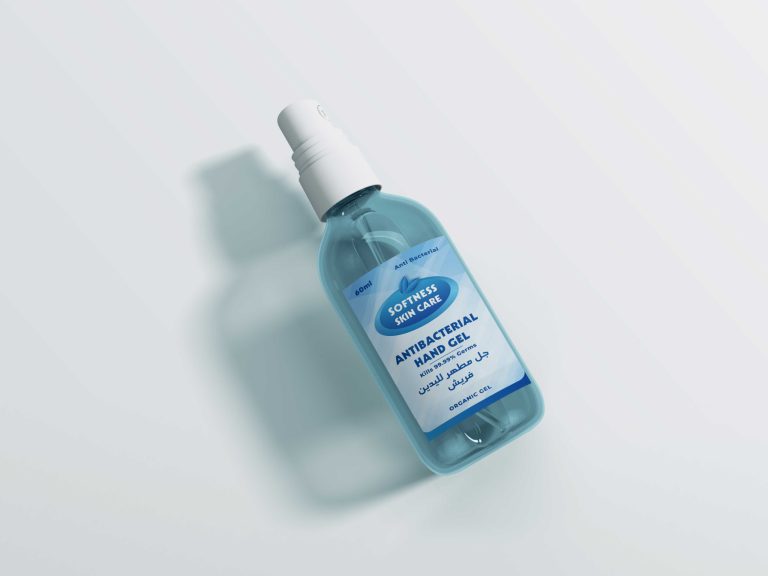 60ml
Anti Bacterial
SOFTNESS
SKIN CARE
ANTIBACTERIAL
HAND GEL
Kills 99.99% Germs
جل مطهر لليدين
فريش
ORGANIC GEL